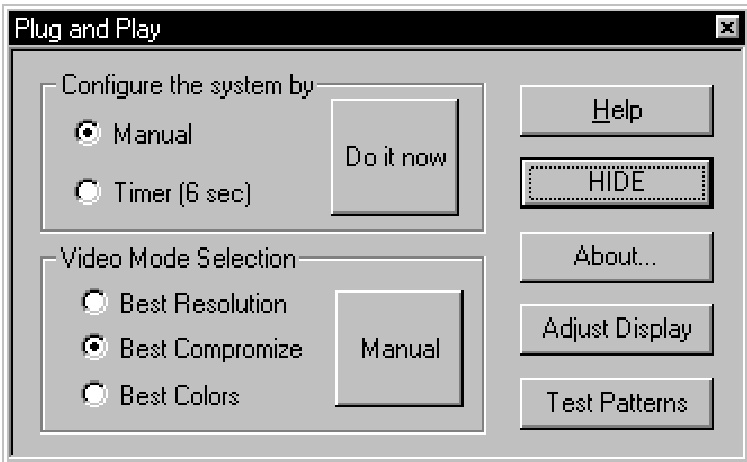 Plug and Play
Configure the system by
Manual
Timer (6 sec)
Do it now
Video Mode Selection
Best Resolution
Best Compromize
Best Colors
Manual
Help
HIDE
About...
Adjust Display
Test Patterns